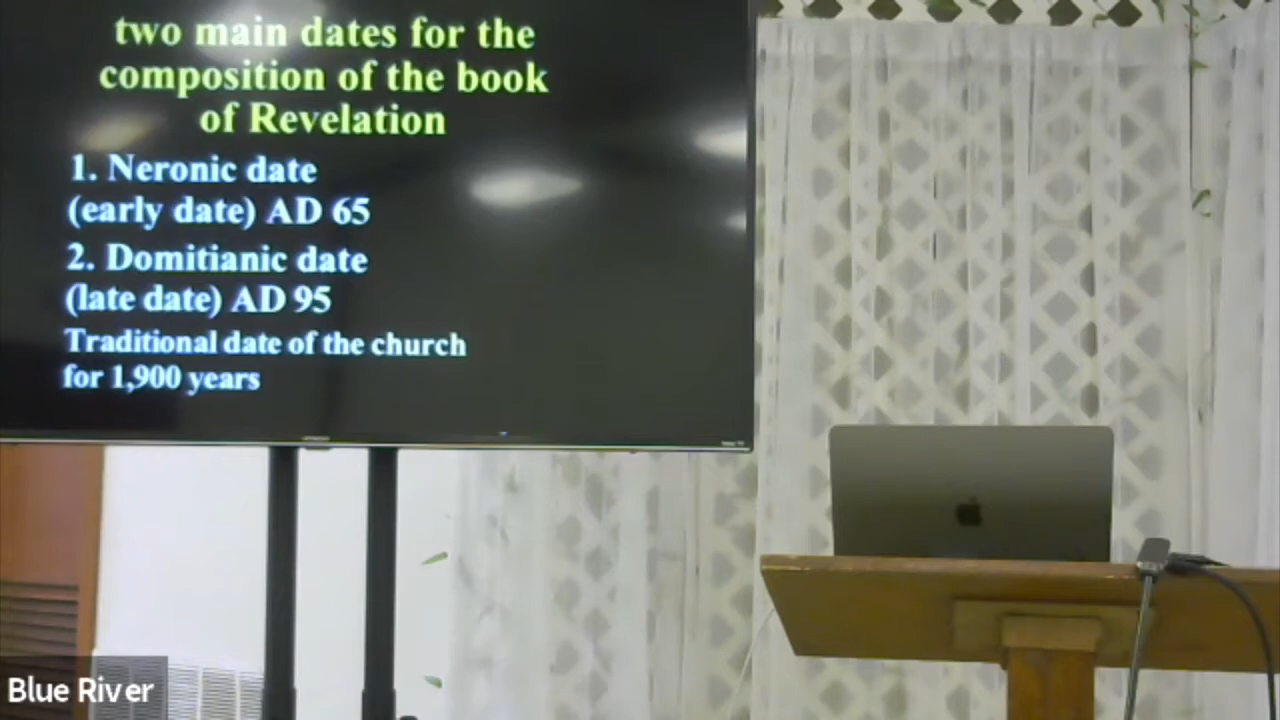 two main dates for the
composition of the book
of Revelation
1. Neronic date
(early date) AD 65
2. Domitianic date
(late date) AD 95
Traditional date of the church
for 1,900 years
Blue River